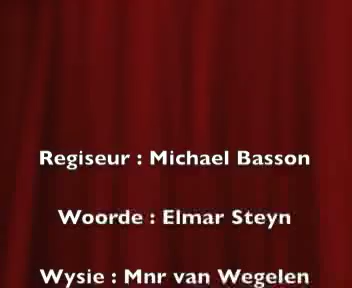 Regiseur : Michael Basson
Woorde : Elmar Steyn
Wysie : Mnr van Wegelen